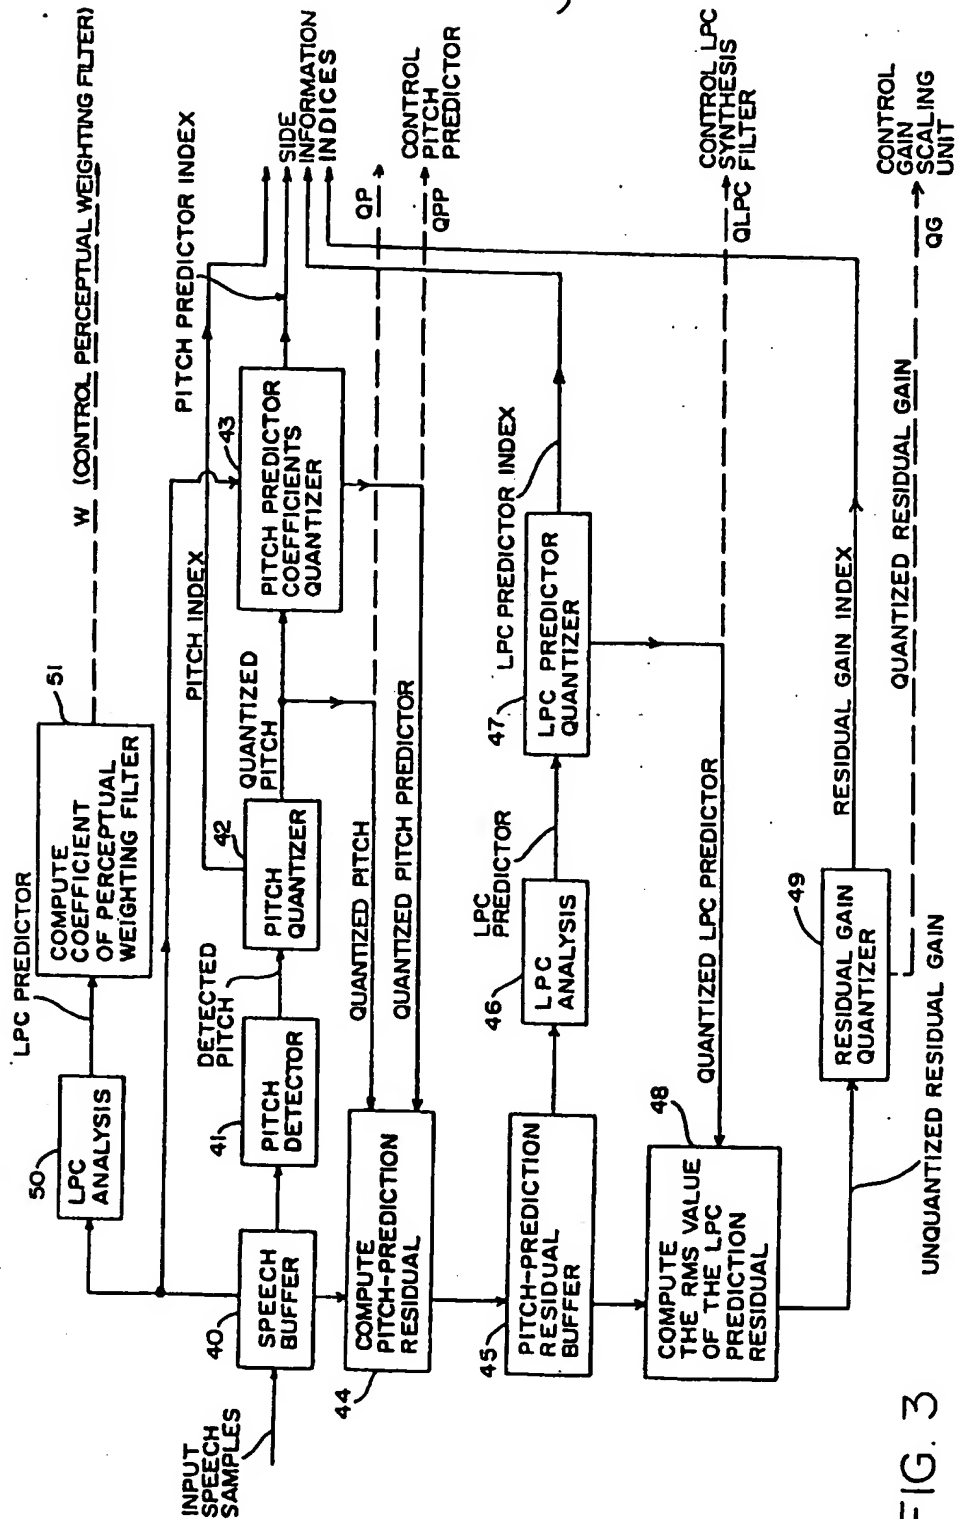 LPC PREDICTOR
50
LPC
ANALYSIS
COMPUTE
COEFFICIENT
OF PERCEPTUAL
WEIGHTING FILTER
51
W (CONTROL PERCEPTUAL WEIGHTING FILTER)
INPUT
SPEECH
SAMPLES
40
SPEECH
BUFFER
41
PITCH
DETECTOR
DETECTED
PITCH
42
PITCH
QUANTIZER
QUANTIZED
PITCH
PITCH INDEX
43
PITCH PREDICTOR
COEFFICIENTS
QUANTIZER
PITCH PREDICTOR INDEX
SIDE
INFORMATION
INDICES
44
COMPUTE
PITCH-PREDICTION
RESIDUAL
QUANTIZED PITCH
QUANTIZED PITCH PREDICTOR
QP
QPP
CONTROL
PITCH
PREDICTOR
45
PITCH-PREDICTION
RESIDUAL
BUFFER
46
LPC
ANALYSIS
LPC
PREDICTOR
47
LPC PREDICTOR
QUANTIZER
LPC PREDICTOR INDEX
48
COMPUTE
THE RMS VALUE
OF THE LPC
PREDICTION
RESIDUAL
QUANTIZED LPC PREDICTOR
CONTROL LPC
SYNTHESIS
QLPC FILTER
49
RESIDUAL GAIN
QUANTIZER
RESIDUAL GAIN INDEX
QUANTIZED RESIDUAL GAIN
CONTROL
GAIN
SCALING
UNIT
QG
UNQUANTIZED RESIDUAL GAIN
FIG. 3